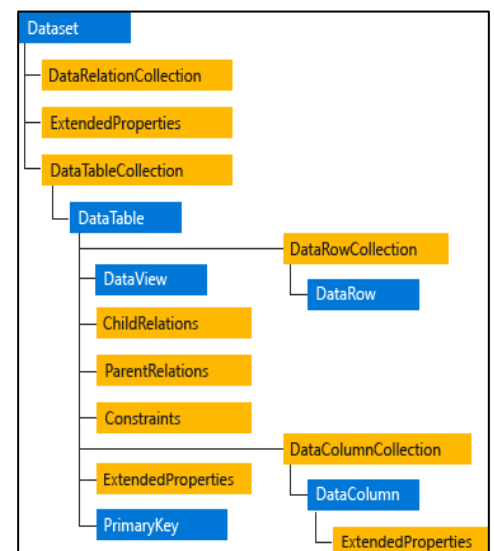 Dataset
DataRelationCollection
ExtendedProperties
DataTableCollection
DataTable
DataRowCollection
DataView
DataRow
ChildRelations
ParentRelations
Constraints
DataColumnCollection
ExtendedProperties
DataColumn
PrimaryKey
ExtendedProperties